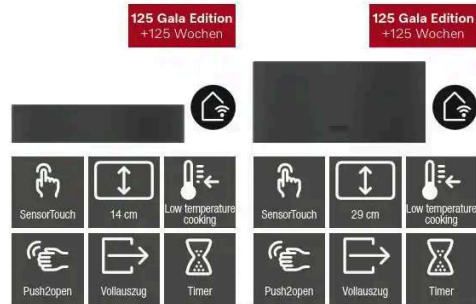 125 Gala Edition
+125 Wochen
125 Gala Edition
+125 Wochen
SensorTouch
14 cm
Low temperature
cooking
SensorTouch
29 cm
Low temperature
cooking
Push2open
Vollauszug
Timer
Push2open
Vollauszug
Timer